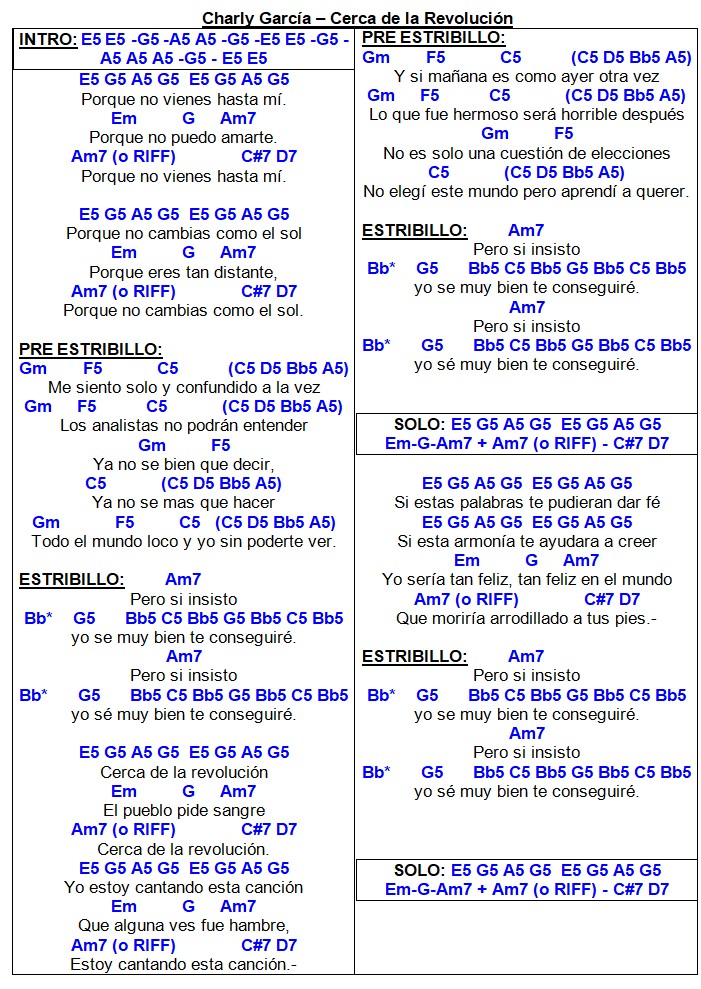 Charly García – Cerca de la Revolución
INTRO: E5 E5 -G5 -A5 A5 -G5 -E5 E5 -G5 -
A5 A5 A5 -G5 - E5 E5
E5 G5 A5 G5 E5 G5 A5 G5
Porque no vienes hasta mí.
Em G Am7
Porque no puedo amarte.
Am7 (o RIFF) C#7 D7
Porque no vienes hasta mí.
E5 G5 A5 G5 E5 G5 A5 G5
Porque no cambias como el sol
Em G Am7
Porque eres tan distante,
Am7 (o RIFF) C#7 D7
Porque no cambias como el sol.
PRE ESTRIBILLO:
Gm F5 C5 (C5 D5 Bb5 A5)
Me siento solo y confundido a la vez
Gm F5 C5 (C5 D5 Bb5 A5)
Los analistas no podrán entender
Gm F5
Ya no se bien que decir,
C5 (C5 D5 Bb5 A5)
Ya no se mas que hacer
Gm F5 C5 (C5 D5 Bb5 A5)
Todo el mundo loco y yo sin poderte ver.
ESTRIBILLO: Am7
Pero si insisto
Bb* G5 Bb5 C5 Bb5 G5 Bb5 C5 Bb5
yo se muy bien te conseguiré.
Am7
Pero si insisto
Bb* G5 Bb5 C5 Bb5 G5 Bb5 C5 Bb5
yo sé muy bien te conseguiré.
E5 G5 A5 G5 E5 G5 A5 G5
Cerca de la revolución
Em G Am7
El pueblo pide sangre
Am7 (o RIFF) C#7 D7
Cerca de la revolución.
E5 G5 A5 G5 E5 G5 A5 G5
Yo estoy cantando esta canción
Em G Am7
Que alguna ves fue hambre,
Am7 (o RIFF) C#7 D7
Estoy cantando esta canción.-
PRE ESTRIBILLO:
Gm F5 C5 (C5 D5 Bb5 A5)
Y si mañana es como ayer otra vez
Gm F5 C5 (C5 D5 Bb5 A5)
Lo que fue hermoso será horrible después
Gm F5
No es solo una cuestión de elecciones
C5 (C5 D5 Bb5 A5)
No elegí este mundo pero aprendí a querer.
ESTRIBILLO: Am7
Pero si insisto
Bb* G5 Bb5 C5 Bb5 G5 Bb5 C5 Bb5
yo se muy bien te conseguiré.
Am7
Pero si insisto
Bb* G5 Bb5 C5 Bb5 G5 Bb5 C5 Bb5
yo sé muy bien te conseguiré.
SOLO: E5 G5 A5 G5 E5 G5 A5 G5
Em-G-Am7 + Am7 (o RIFF) - C#7 D7
E5 G5 A5 G5 E5 G5 A5 G5
Si estas palabras te pudieran dar fé
E5 G5 A5 G5 E5 G5 A5 G5
Si esta armonía te ayudara a creer
Em G Am7
Yo sería tan feliz, tan feliz en el mundo
Am7 (o RIFF) C#7 D7
Que moriría arrodillado a tus pies.-
ESTRIBILLO: Am7
Pero si insisto
Bb* G5 Bb5 C5 Bb5 G5 Bb5 C5 Bb5
yo se muy bien te conseguiré.
Am7
Pero si insisto
Bb* G5 Bb5 C5 Bb5 G5 Bb5 C5 Bb5
yo sé muy bien te conseguiré.
SOLO: E5 G5 A5 G5 E5 G5 A5 G5
Em-G-Am7 + Am7 (o RIFF) - C#7 D7